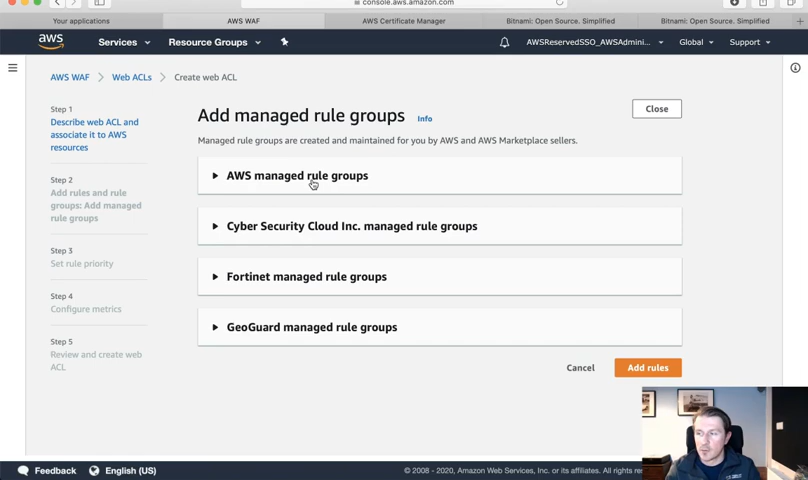 console.aws.amazon.com
Your applications
AWS WAF
AWS Certificate Manager
Bitnami: Open Source. Simplified
Bitnami: Open Source. Simplified
aws
Services
Resource Groups
AWSReservedSSO_AWSAdmini...
Global
Support
AWS WAF
Web ACLs
Create web ACL
Step 1
Describe web ACL and
associate it to AWS
resources
Step 2
Add rules and rule
groups: Add managed
rule groups
Step 3
Set rule priority
Step 4
Configure metrics
Step 5
Review and create web
ACL
Add managed rule groups
Info
Close
Managed rule groups are created and maintained for you by AWS and AWS Marketplace sellers.
AWS managed rule groups
Cyber Security Cloud Inc. managed rule groups
Fortinet managed rule groups
GeoGuard managed rule groups
Cancel
Add rules
Feedback
English (US)
© 2008 - 2020, Amazon Web Services, Inc. or its affiliates. All rights res